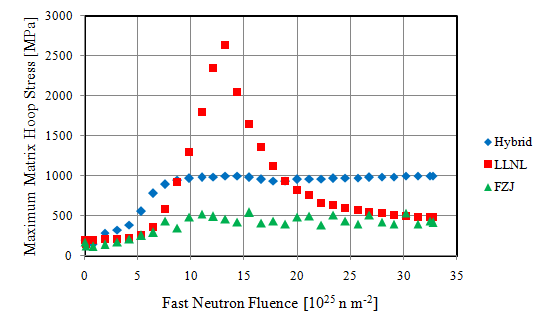 Maximum Matrix Hoop Stress [MPa]
3000
2500
2000
1500
1000
500
0
0 5 10 15 20 25 30 35
Fast Neutron Fluence [10²⁵ n m⁻²]
Hybrid
LLNL
FZJ